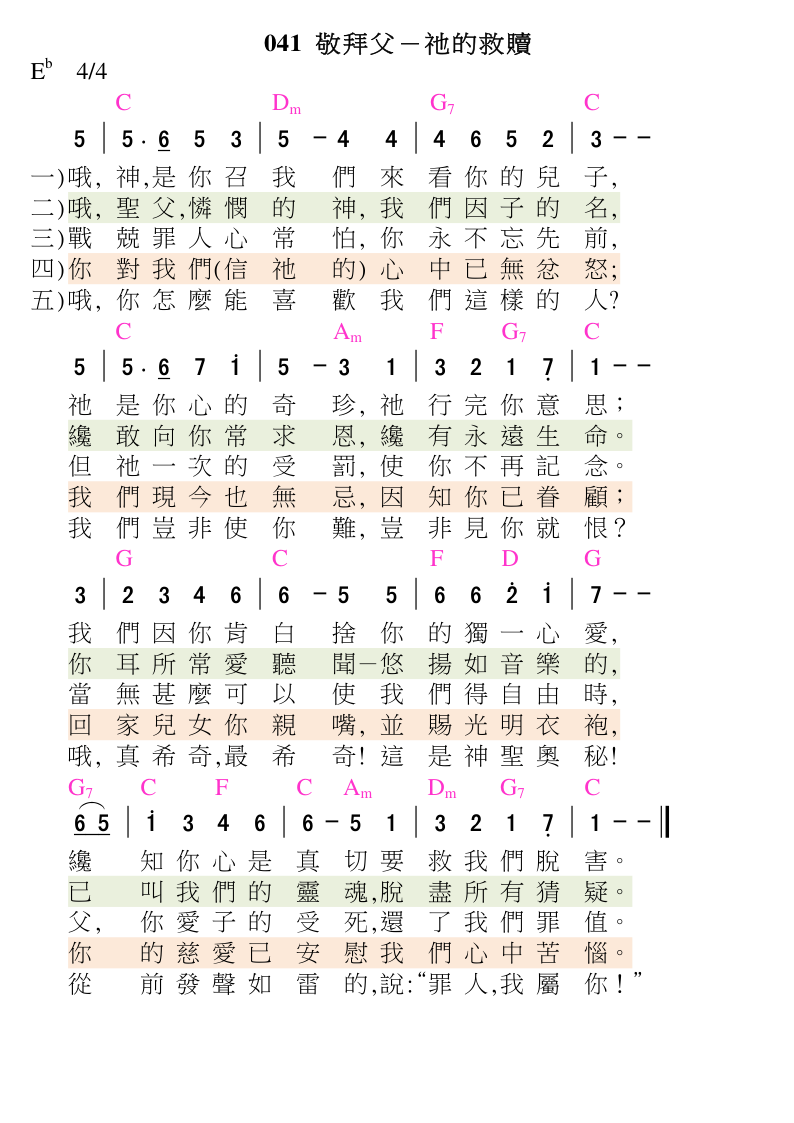 041 敬拜父－祂的救贖
E♭ 4/4
C Dm G7 C
5 | 5 . 6 5 3 | 5 － 4 4 | 4 6 5 2 | 3 － －
一)哦, 神,是你召我們來看你的兒子,
二)哦, 聖父,憐憫的神, 我們因子的名,
三)戰兢罪人心常怕, 你永不忘先前,
四)你對我們(信祂的) 心中已無忿怒;
五)哦, 你怎麼能喜歡我們這樣的人?
C Am F G7 C
5 | 5 . 6 7 1̇ | 5 － 3 1 | 3 2 1 7̣ | 1 － －
祂是你心的奇珍, 祂行完你意思；
纔敢向你常求恩, 纔有永遠生命。
但祂一次的受罰, 使你不再記念。
我們現今也無忌, 因知你已眷顧；
我們豈非使你難, 豈非見你就恨？
G C F D G
3 | 2 3 4 6 | 6 － 5 5 | 6 6 2̇ 1̇ | 7 － －
我們因你肯白捨你的獨一心愛,
你耳所常愛聽聞－悠揚如音樂的,
當無甚麼可以使我們得自由時,
回家兒女你親嘴, 並賜光明衣袍,
哦, 真希奇,最希奇! 這是神聖奧秘!
G7 C F C Am Dm G7 C
6 5 | 1̇ 3 4 6 | 6 － 5 1 | 3 2 1 7̣ | 1 － － ||
纔知你心是真切要救我們脫害。
已叫我們的靈魂,脫盡所有猜疑。
父, 你愛子的受死,還了我們罪值。
你的慈愛已安慰我們心中苦惱。
從前發聲如雷的,說:“罪人,我屬你！”